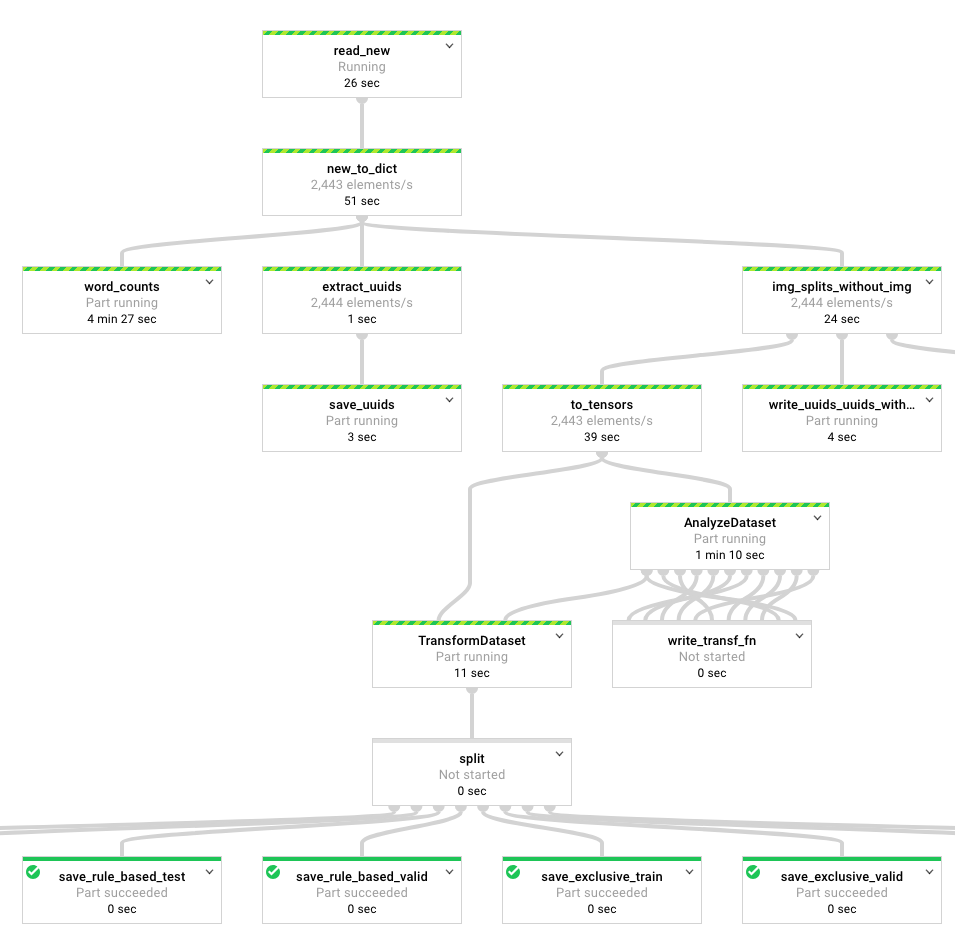 read_new
Running
26 sec
new_to_dict
2,443 elements/s
51 sec
word_counts
Part running
4 min 27 sec
extract_uuids
2,444 elements/s
1 sec
img_splits_without_img
2,444 elements/s
24 sec
save_uuids
Part running
3 sec
to_tensors
2,443 elements/s
39 sec
write_uuids_uuids_with...
Part running
4 sec
AnalyzeDataset
Part running
1 min 10 sec
TransformDataset
Part running
11 sec
write_transf_fn
Not started
0 sec
split
Not started
0 sec
save_rule_based_test
Part succeeded
0 sec
save_rule_based_valid
Part succeeded
0 sec
save_exclusive_train
Part succeeded
0 sec
save_exclusive_valid
Part succeeded
0 sec